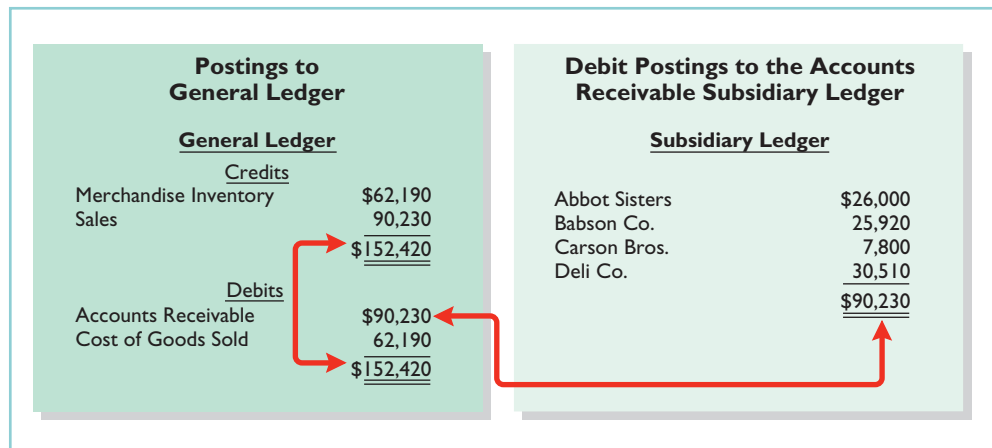 Postings to
General Ledger
General Ledger
Credits
Merchandise Inventory $62,190
Sales 90,230
$152,420
Debits
Accounts Receivable $90,230
Cost of Goods Sold 62,190
$152,420
Debit Postings to the Accounts
Receivable Subsidiary Ledger
Subsidiary Ledger
Abbot Sisters $26,000
Babson Co. 25,920
Carson Bros. 7,800
Deli Co. 30,510
$90,230